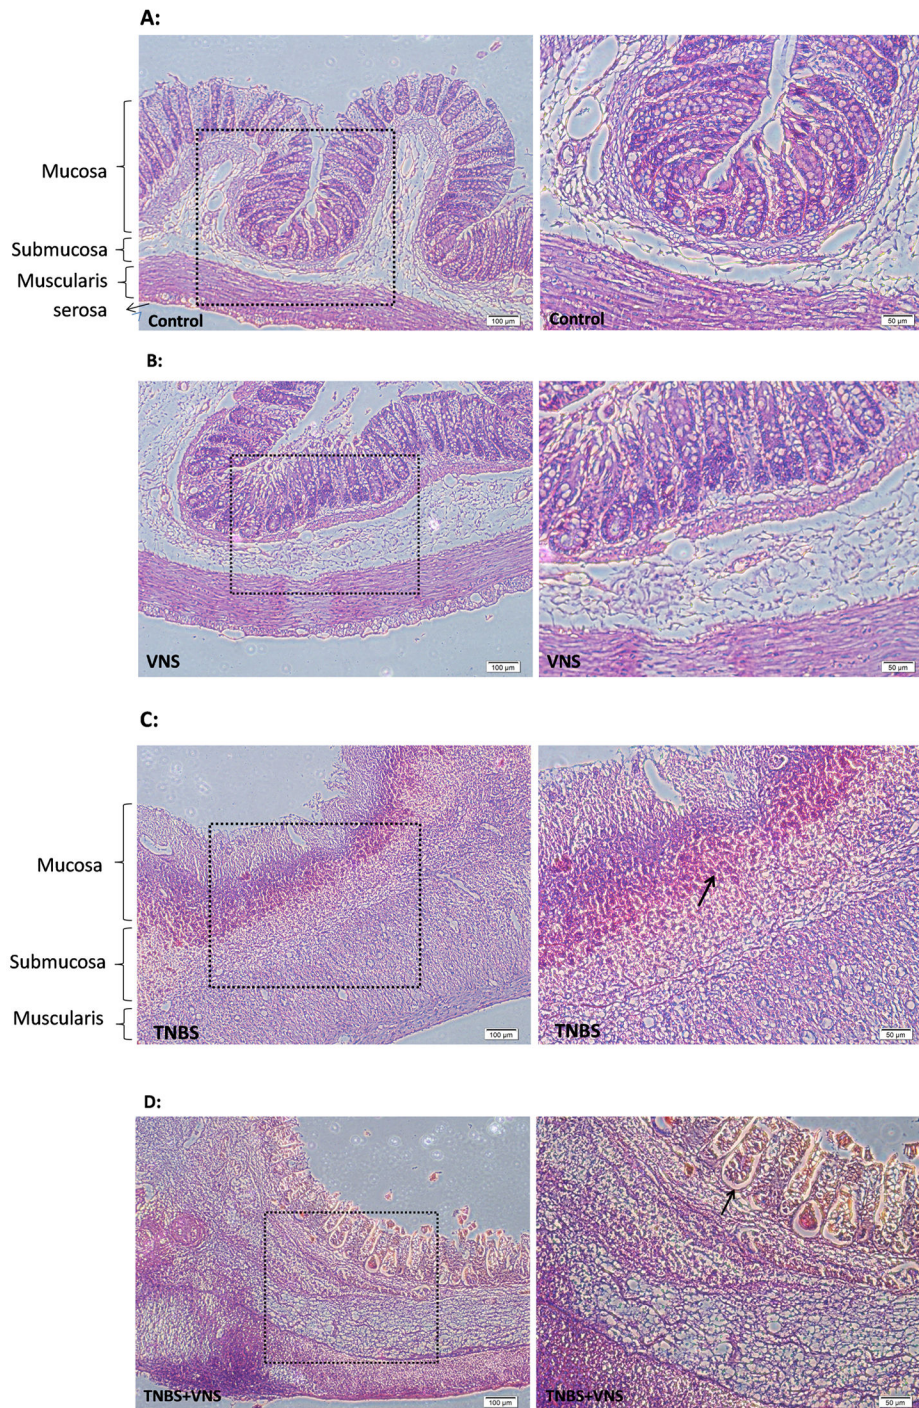 A:
Mucosa
Submucosa
Muscularis
serosa
Control
100 µm
Control
50 µm
B:
VNS
100 µm
VNS
50 µm
C:
Mucosa
Submucosa
Muscularis
TNBS
100 µm
TNBS
50 µm
D:
TNBS+VNS
100 µm
TNBS+VNS
50 µm